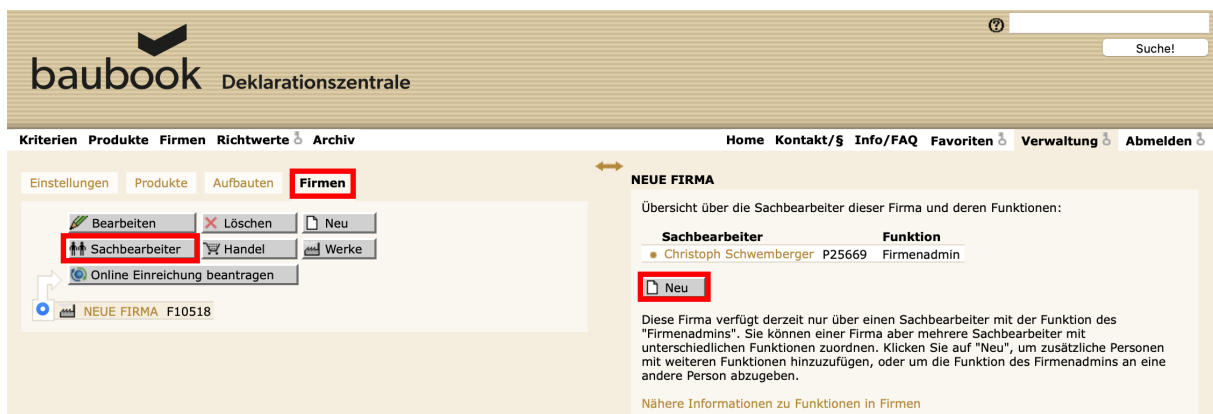 Suche!
baubook Deklarationszentrale
Kriterien Produkte Firmen Richtwerte Archiv
Home Kontakt/§ Info/FAQ Favoriten Verwaltung Abmelden
Einstellungen Produkte Aufbauten Firmen
Bearbeiten Löschen Neu
Sachbearbeiter Handel Werke
Online Einreichung beantragen
NEUE FIRMA F10518
NEUE FIRMA
Übersicht über die Sachbearbeiter dieser Firma und deren Funktionen:
Sachbearbeiter Funktion
Christoph Schwemberger P25669 Firmenadmin
Neu
Diese Firma verfügt derzeit nur über einen Sachbearbeiter mit der Funktion des
"Firmenadmins". Sie können einer Firma aber mehrere Sachbearbeiter mit
unterschiedlichen Funktionen zuordnen. Klicken Sie auf "Neu", um zusätzliche Personen
mit weiteren Funktionen hinzuzufügen, oder um die Funktion des Firmenadmins an eine
andere Person abzugeben.
Nähere Informationen zu Funktionen in Firmen